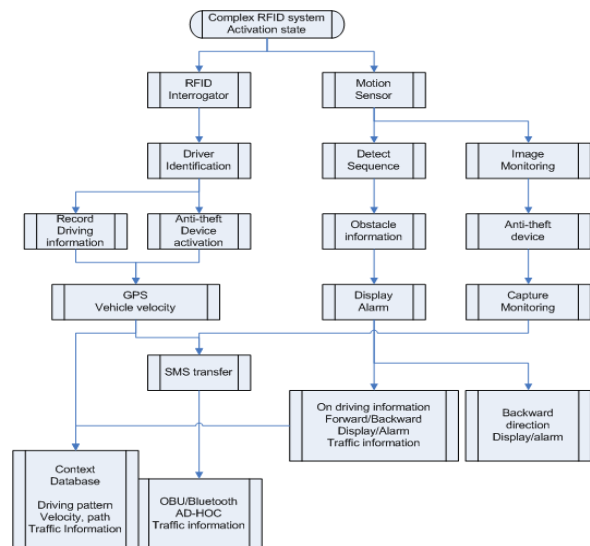 Complex RFID system
Activation state
RFID
Interrogator
Motion
Sensor
Driver
Identification
Detect
Sequence
Image
Monitoring
Record
Driving
information
Anti-theft
Device
activation
Obstacle
information
Anti-theft
device
GPS
Vehicle velocity
Display
Alarm
Capture
Monitoring
SMS transfer
On driving information
Forward/Backward
Display/Alarm
Traffic information
Backward
direction
Display/alarm
Context
Database
Driving pattern
Velocity, path
Traffic Information
OBU/Bluetooth
AD-HOC
Traffic information